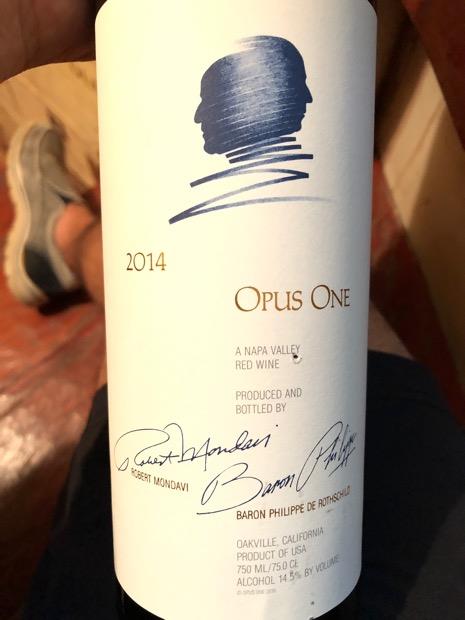 2014
OPUS ONE
A NAPA VALLEY
RED WINE
PRODUCED AND
BOTTLED BY
Robert Mondavi
ROBERT MONDAVI
Baron Philippe
BARON PHILIPPE DE ROTHSCHILD
OAKVILLE, CALIFORNIA
PRODUCT OF USA
750 ML/75.0 CL
ALCOHOL 14.5% BY VOLUME